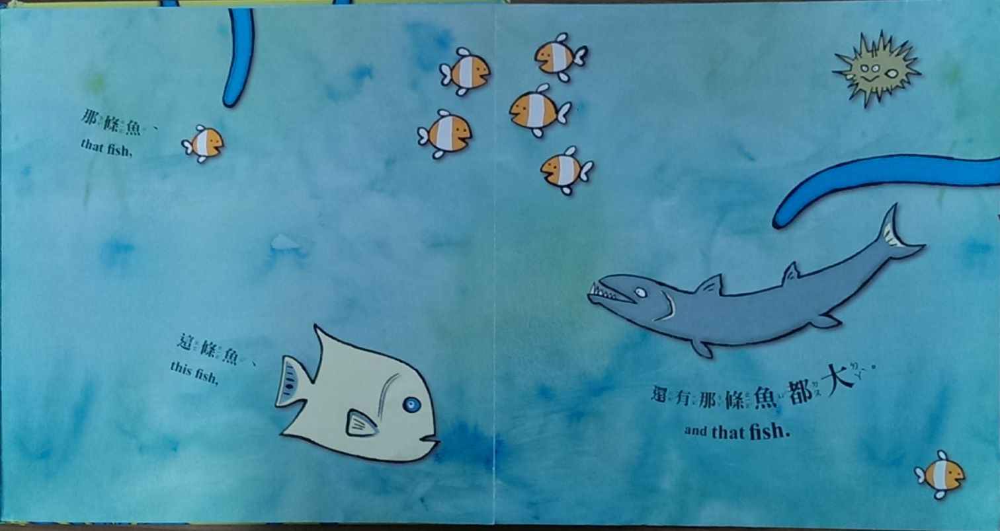 那條魚、
that fish,
這條魚、
this fish,
還有那條魚都大。
and that fish.